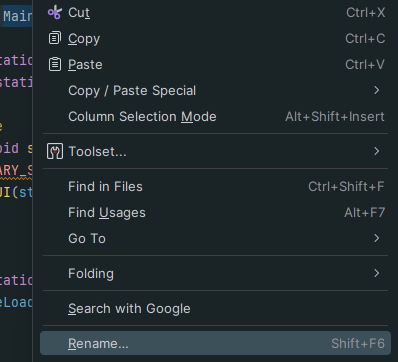 Main
Cut Ctrl+X
Copy Ctrl+C
Paste Ctrl+V
tatic
Copy / Paste Special
stati
Column Selection Mode Alt+Shift+Insert
Toolset...
oid s
ARY_S
Find in Files Ctrl+Shift+F
UI(st
Find Usages Alt+F7
Go To
Folding
tatic
eLoad
Search with Google
Rename... Shift+F6